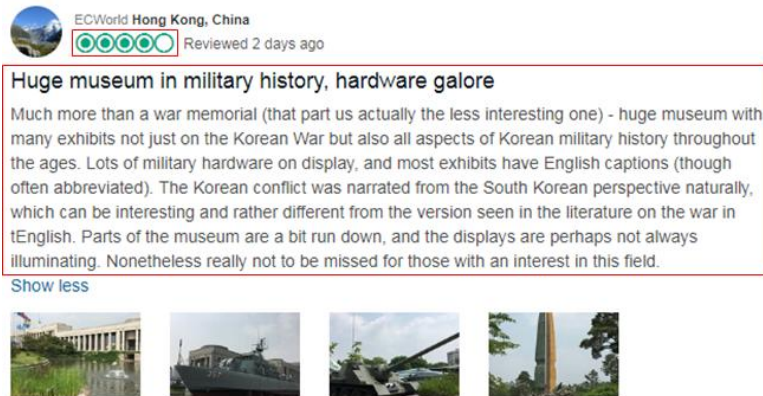 ECWorld Hong Kong, China
Reviewed 2 days ago
Huge museum in military history, hardware galore
Much more than a war memorial (that part us actually the less interesting one) - huge museum with
many exhibits not just on the Korean War but also all aspects of Korean military history throughout
the ages. Lots of military hardware on display, and most exhibits have English captions (though
often abbreviated). The Korean conflict was narrated from the South Korean perspective naturally,
which can be interesting and rather different from the version seen in the literature on the war in
tEnglish. Parts of the museum are a bit run down, and the displays are perhaps not always
illuminating. Nonetheless really not to be missed for those with an interest in this field.
Show less